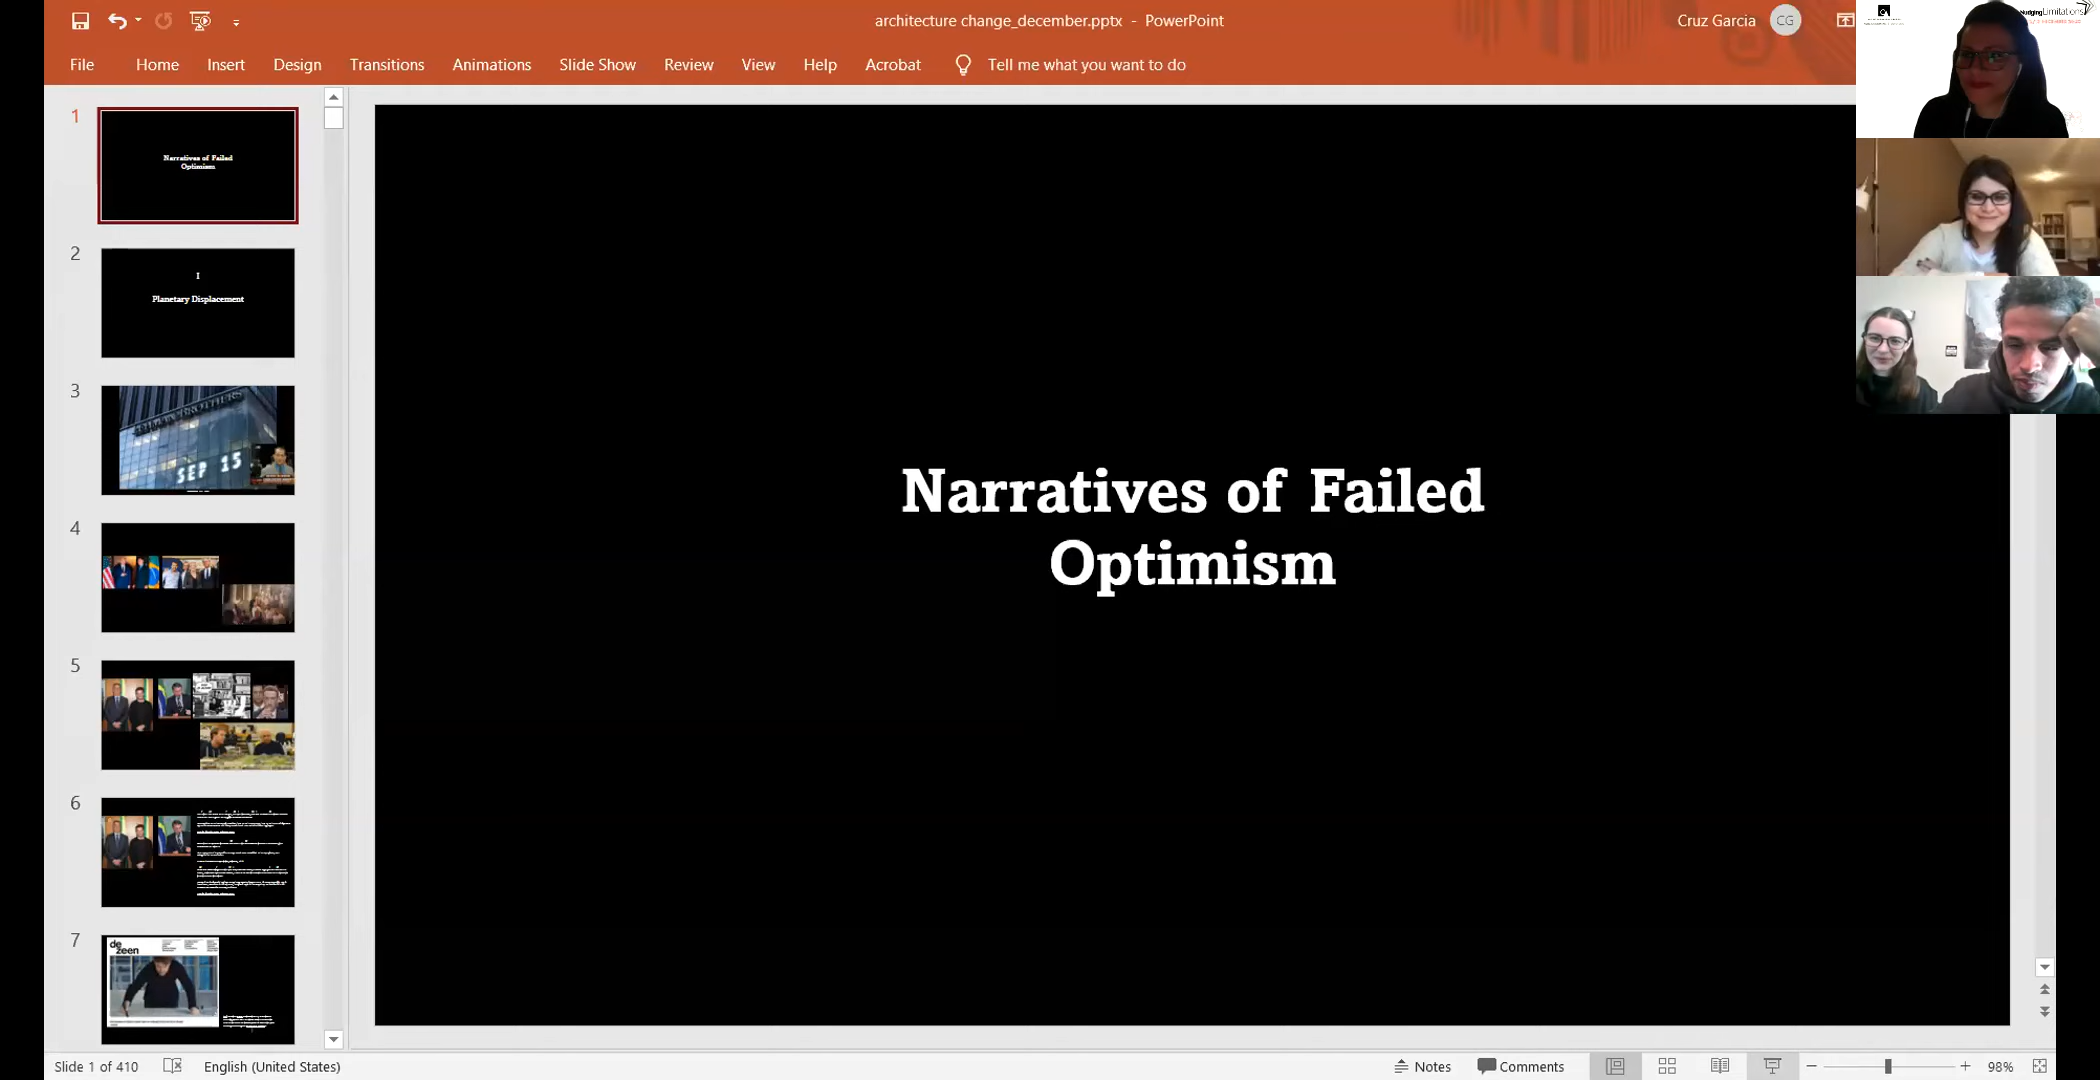 architecture change_december.pptx - PowerPoint
Cruz Garcia
CG
File Home Insert Design Transitions Animations Slide Show Review View Help Acrobat Tell me what you want to do
NudgingLimitations
1
Narratives of Failed
Optimism
2
I
Planetary Displacement
3
SEP 15
4
5
6
7
de
zeen
Narratives of Failed
Optimism
Slide 1 of 410 English (United States) Notes Comments 98%